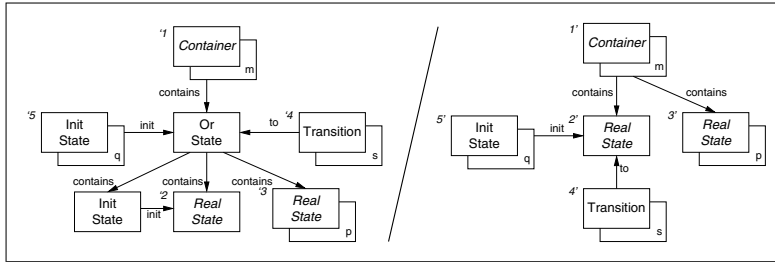 '1
Container
m
contains
'5
Init
State
q
init
Or
State
to
'4
Transition
s
contains
contains
contains
Init
State
init
'2
Real
State
'3
Real
State
p
1'
Container
m
contains
contains
5'
Init
State
q
init
2'
Real
State
3'
Real
State
p
to
4'
Transition
s